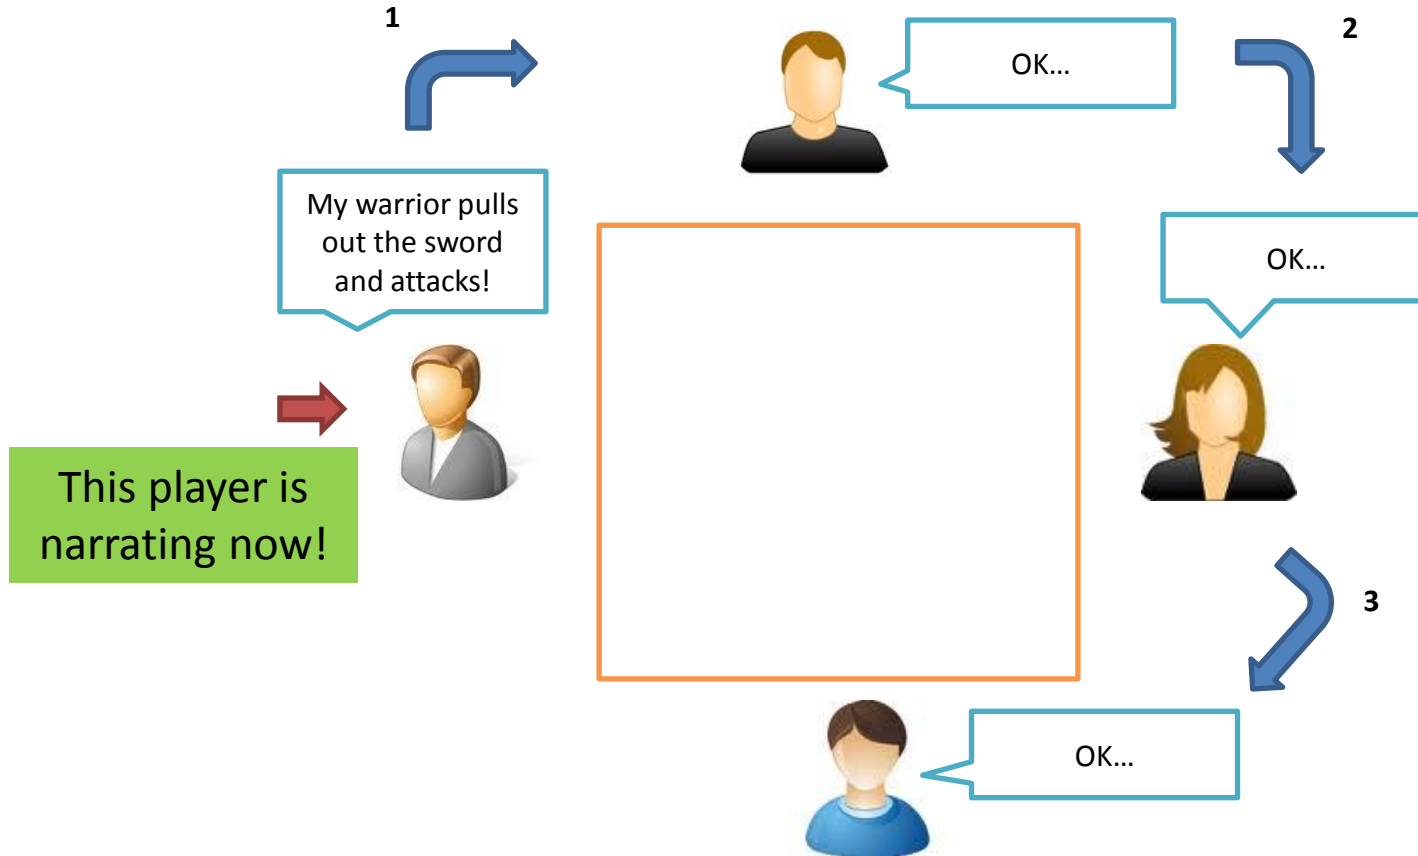 1
OK…
2
My warrior pulls
out the sword
and attacks!
OK…
This player is
narrating now!
3
OK…